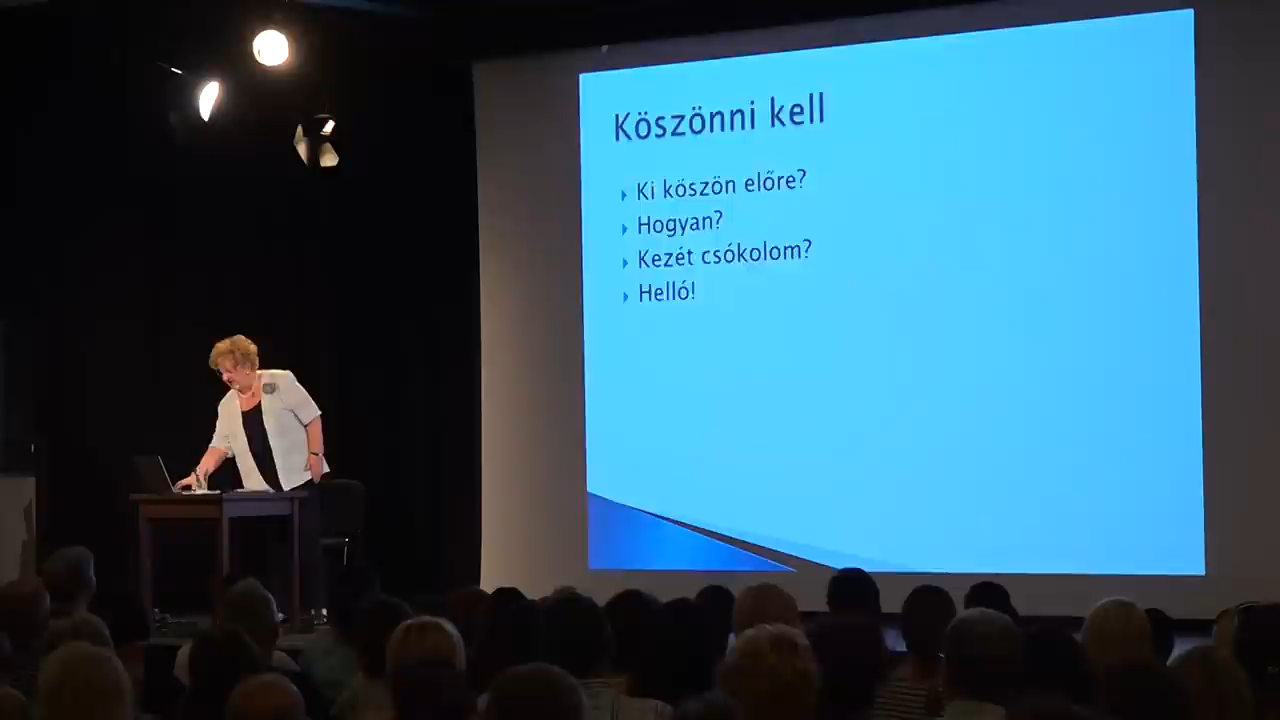 Köszönni kell
Ki köszön előre?
Hogyan?
Kezét csókolom?
Helló!